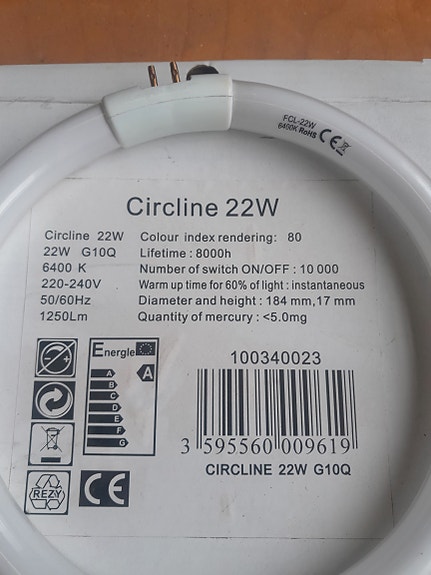 FCL-22W
6400K RoHS CE
Circline 22W
Circline 22W Colour index rendering: 80
22W G10Q Lifetime : 8000h
6400 K Number of switch ON/OFF : 10 000
220-240V Warm up time for 60% of light : instantaneous
50/60Hz Diameter and height : 184 mm,17 mm
1250Lm Quantity of mercury : <5.0mg
Energie A
A
B
C
D
E
F
G
100340023
3 595560 009619
CIRCLINE 22W G10Q
REZY CE